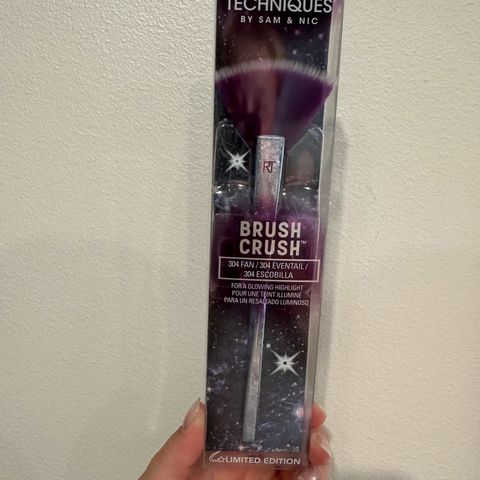 TECHNIQUES
BY SAM & NIC
RT
BRUSH
CRUSH™
304 FAN / 304 ÉVENTAIL /
304 ESCOBILLA
FOR A GLOWING HIGHLIGHT
POUR UNE TEINT ILLUMINÉ
PARA UN RESALTADO LUMINOSO
LIMITED EDITION